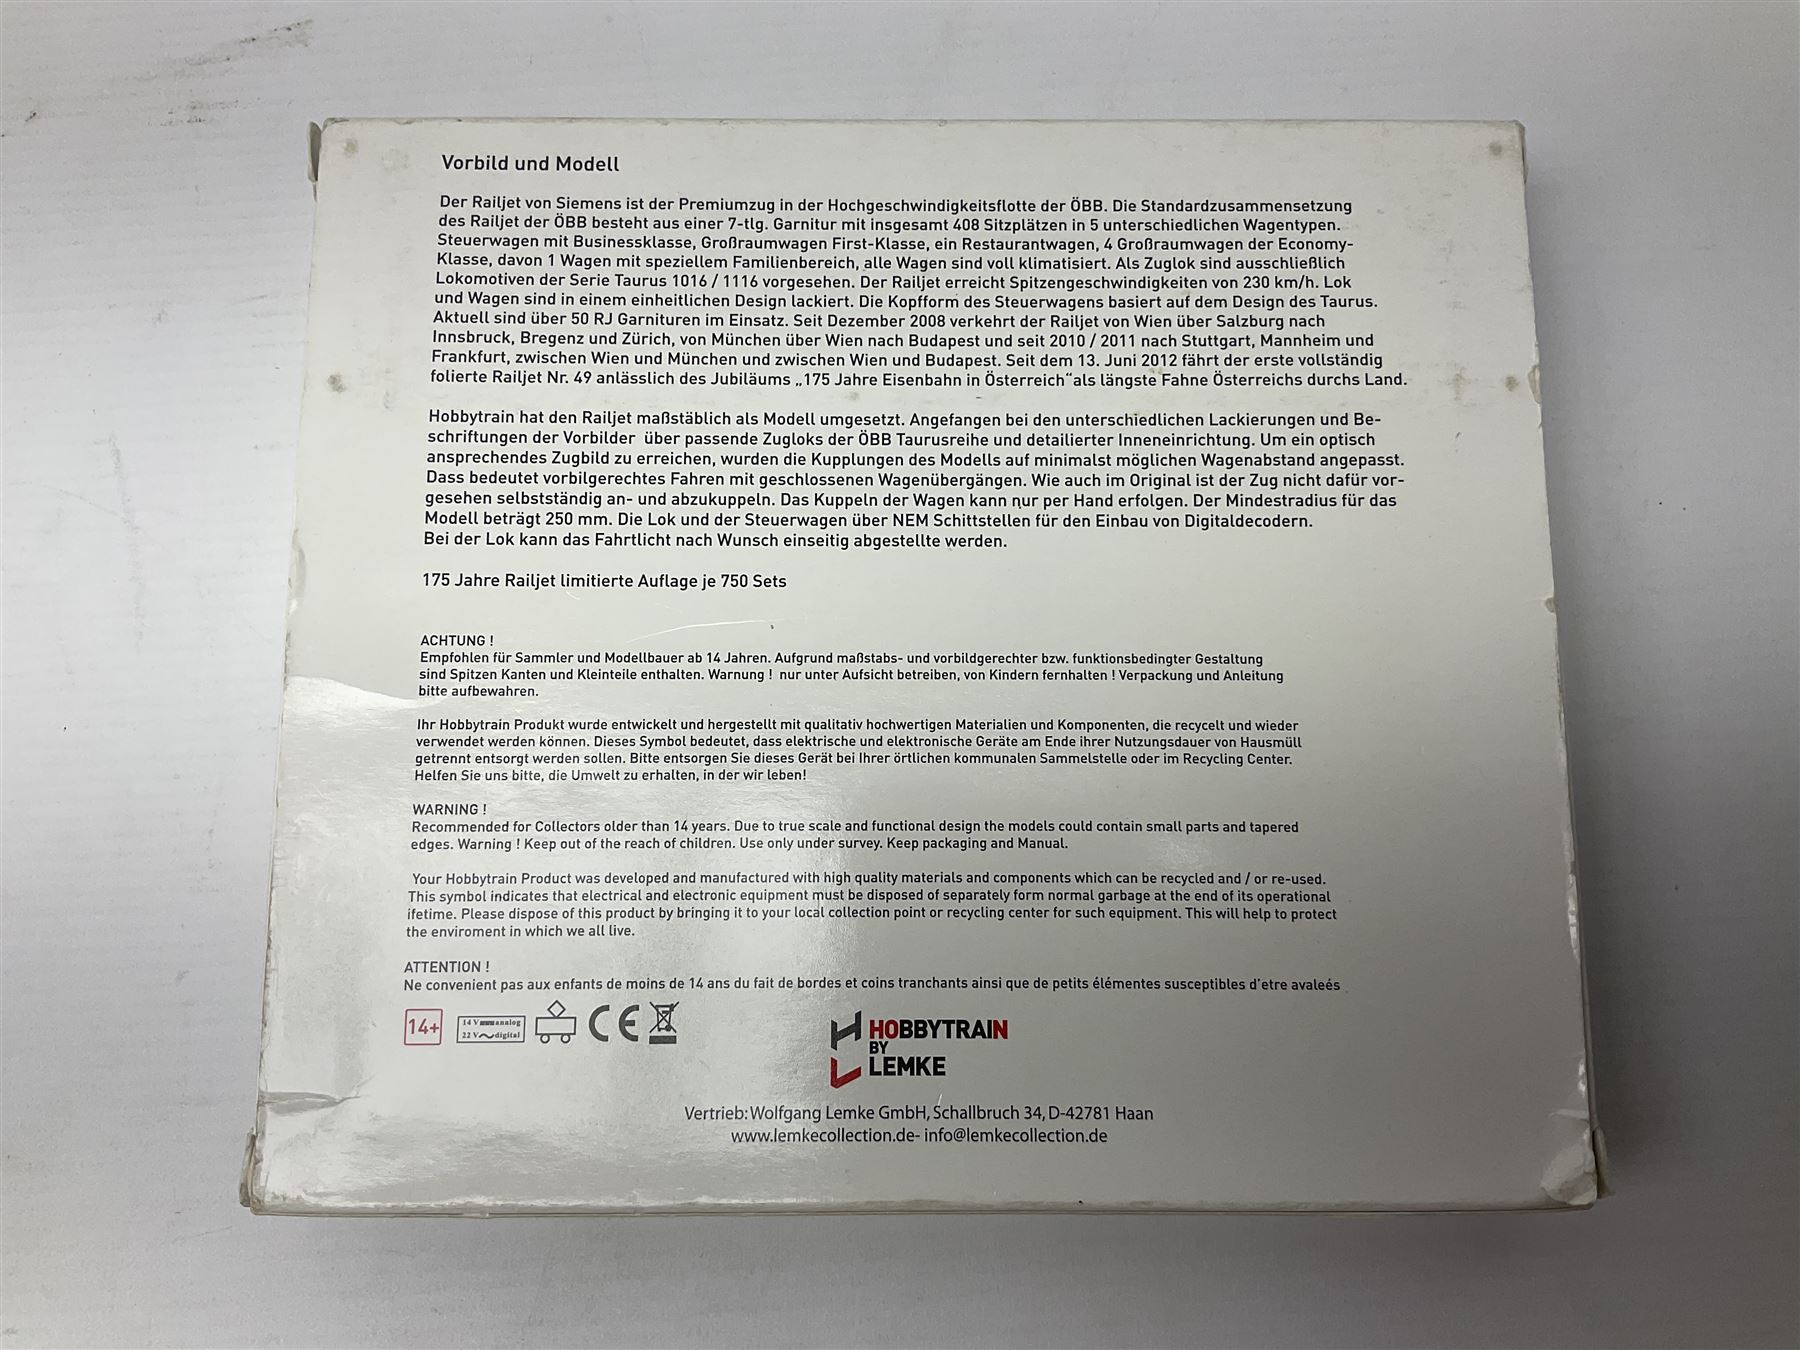 Vorbild und Modell
Der Railjet von Siemens ist der Premiumzug in der Hochgeschwindigkeitsflotte der ÖBB. Die Standardzusammensetzung
des Railjet der ÖBB besteht aus einer 7-tlg. Garnitur mit insgesamt 408 Sitzplätzen in 5 unterschiedlichen Wagentypen.
Steuerwagen mit Businessklasse, Großraumwagen First-Klasse, ein Restaurantwagen, 4 Großraumwagen der Economy-
Klasse, davon 1 Wagen mit speziellem Familienbereich, alle Wagen sind voll klimatisiert. Als Zuglok sind ausschließlich
Lokomotiven der Serie Taurus 1016 / 1116 vorgesehen. Der Railjet erreicht Spitzengeschwindigkeiten von 230 km/h. Lok
und Wagen sind in einem einheitlichen Design lackiert. Die Kopfform des Steuerwagens basiert auf dem Design des Taurus.
Aktuell sind über 50 RJ Garnituren im Einsatz. Seit Dezember 2008 verkehrt der Railjet von Wien über Salzburg nach
Innsbruck, Bregenz und Zürich, von München über Wien nach Budapest und seit 2010 / 2011 nach Stuttgart, Mannheim und
Frankfurt, zwischen Wien und München und zwischen Wien und Budapest. Seit dem 13. Juni 2012 fährt der erste vollständig
folierte Railjet Nr. 49 anlässlich des Jubiläums „175 Jahre Eisenbahn in Österreich“als längste Fahne Österreichs durchs Land.
Hobbytrain hat den Railjet maßstäblich als Modell umgesetzt. Angefangen bei den unterschiedlichen Lackierungen und Be-
schriftungen der Vorbilder über passende Zugloks der ÖBB Taurusreihe und detailierter Inneneinrichtung. Um ein optisch
ansprechendes Zugbild zu erreichen, wurden die Kupplungen des Modells auf minimalst möglichen Wagenabstand angepasst.
Dass bedeutet vorbilgerechtes Fahren mit geschlossenen Wagenübergängen. Wie auch im Original ist der Zug nicht dafür vor-
gesehen selbstständig an- und abzukuppeln. Das Kuppeln der Wagen kann nur per Hand erfolgen. Der Mindestradius für das
Modell beträgt 250 mm. Die Lok und der Steuerwagen über NEM Schittstellen für den Einbau von Digitaldecodern.
Bei der Lok kann das Fahrtlicht nach Wunsch einseitig abgestellte werden.
175 Jahre Railjet limitierte Auflage je 750 Sets
ACHTUNG !
Empfohlen für Sammler und Modellbauer ab 14 Jahren. Aufgrund maßstabs- und vorbildgerechter bzw. funktionsbedingter Gestaltung
sind Spitzen Kanten und Kleinteile enthalten. Warnung ! nur unter Aufsicht betreiben, von Kindern fernhalten ! Verpackung und Anleitung
bitte aufbewahren.
Ihr Hobbytrain Produkt wurde entwickelt und hergestellt mit qualitativ hochwertigen Materialien und Komponenten, die recycelt und wieder
verwendet werden können. Dieses Symbol bedeutet, dass elektrische und elektronische Geräte am Ende ihrer Nutzungsdauer von Hausmüll
getrennt entsorgt werden sollen. Bitte entsorgen Sie dieses Gerät bei Ihrer örtlichen kommunalen Sammelstelle oder im Recycling Center.
Helfen Sie uns bitte, die Umwelt zu erhalten, in der wir leben!
WARNING !
Recommended for Collectors older than 14 years. Due to true scale and functional design the models could contain small parts and tapered
edges. Warning ! Keep out of the reach of children. Use only under survey. Keep packaging and Manual.
Your Hobbytrain Product was developed and manufactured with high quality materials and components which can be recycled and / or re-used.
This symbol indicates that electrical and electronic equipment must be disposed of separately form normal garbage at the end of its operational
ifetime. Please dispose of this product by bringing it to your local collection point or recycling center for such equipment. This will help to protect
the enviroment in which we all live.
ATTENTION !
Ne convenient pas aux enfants de moins de 14 ans du fait de bordes et coins tranchants ainsi que de petits élémentes susceptibles d'etre avaleés
14+
14 V analog
22 V digital
CE
HOBBYTRAIN
BY
LEMKE
Vertrieb: Wolfgang Lemke GmbH, Schallbruch 34, D-42781 Haan
www.lemkecollection.de- info@lemkecollection.de